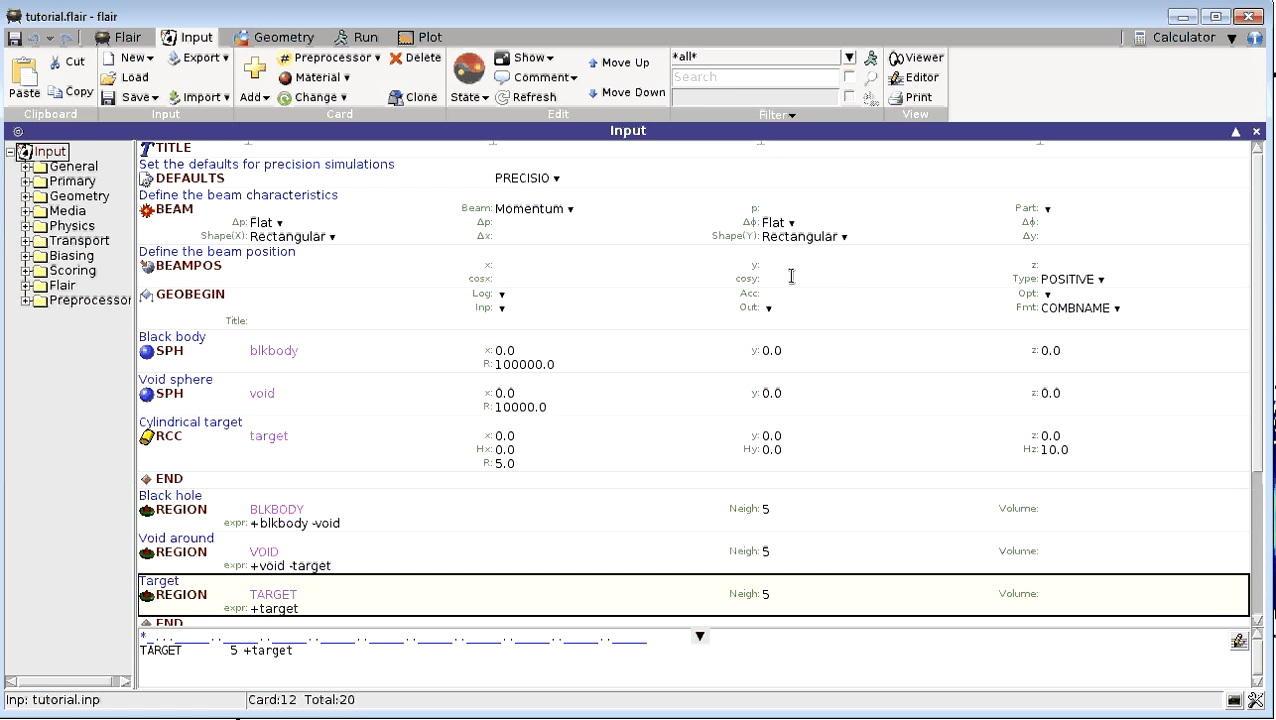 tutorial.flair - flair
Flair Input Geometry Run Plot Calculator
Paste Cut Copy Clipboard
New Load Save Export Import Input
Add Preprocessor Material Change Delete Clone Card
State Show Comment Refresh Move Up Move Down Edit
*all* Search Filter
Viewer Editor Print View
Input
Input
General
Primary
Geometry
Media
Physics
Transport
Biasing
Scoring
Flair
Preprocessor
TITLE
Set the defaults for precision simulations
DEFAULTS PRECISIO
Define the beam characteristics
BEAM Beam: Momentum p: Part:
Δp: Flat Δp: Δϕ: Flat Δϕ:
Shape(X): Rectangular Δx: Shape(Y): Rectangular Δy:
Define the beam position
BEAMPOS x: y: z:
cosx: cosy: Type: POSITIVE
GEOBEGIN Log: Acc: Opt:
Inp: Out: Fmt: COMBNAME
Title:
Black body
SPH blkbody x: 0.0 y: 0.0 z: 0.0
R: 100000.0
Void sphere
SPH void x: 0.0 y: 0.0 z: 0.0
R: 10000.0
Cylindrical target
RCC target x: 0.0 y: 0.0 z: 0.0
Hx: 0.0 Hy: 0.0 Hz: 10.0
R: 5.0
END
Black hole
REGION BLKBODY Neigh: 5 Volume:
expr: +blkbody -void
Void around
REGION VOID Neigh: 5 Volume:
expr: +void -target
Target
REGION TARGET Neigh: 5 Volume:
expr: +target
END
TARGET 5 +target
Inp: tutorial.inp Card:12 Total:20